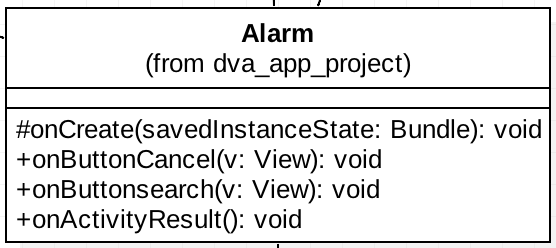 Alarm
(from dva_app_project)
#onCreate(savedInstanceState: Bundle): void
+onButtonCancel(v: View): void
+onButtonsearch(v: View): void
+onActivityResult(): void